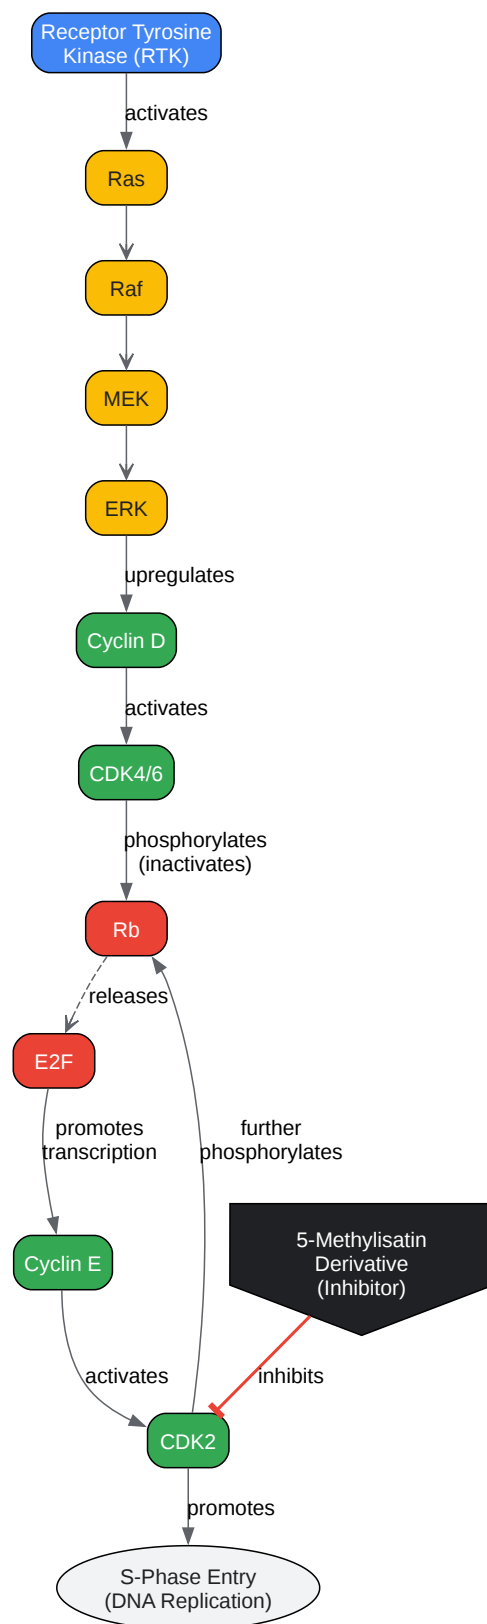 Receptor Tyrosine
Kinase (RTK)
activates
Ras
Raf
MEK
ERK
upregulates
Cyclin D
activates
CDK4/6
phosphorylates
(inactivates)
Rb
releases
E2F
promotes
transcription
further
phosphorylates
Cyclin E
5-Methylisatin
Derivative
(Inhibitor)
activates
inhibits
CDK2
promotes
S-Phase Entry
(DNA Replication)